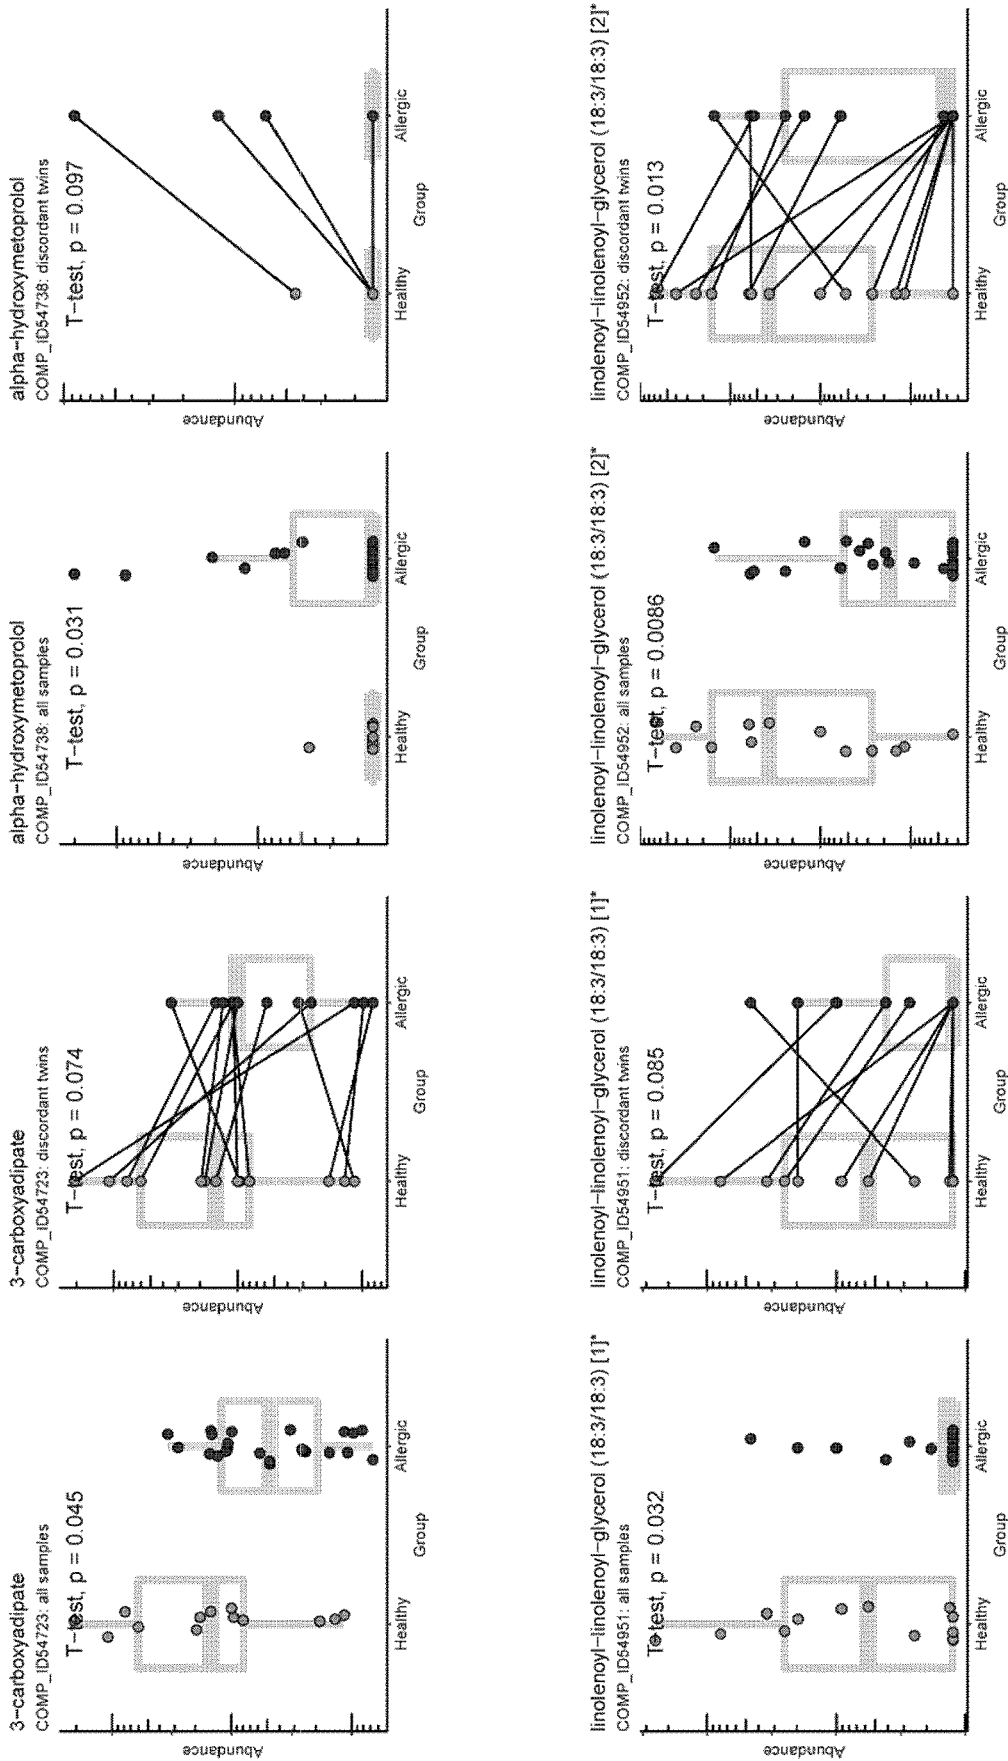 3-carboxyadipate
COMP_ID54723: all samples
T-test, p = 0.045
Abundance
Healthy
Allergic
Group
3-carboxyadipate
COMP_ID54723: discordant twins
T-test, p = 0.074
Abundance
Healthy
Allergic
Group
alpha-hydroxymetoprolol
COMP_ID54738: all samples
T-test, p = 0.031
Abundance
Healthy
Allergic
Group
alpha-hydroxymetoprolol
COMP_ID54738: discordant twins
T-test, p = 0.097
Abundance
Healthy
Allergic
Group
linolenoyl-linolenoyl-glycerol (18:3/18:3) [1]*
COMP_ID54951: all samples
T-test, p = 0.032
Abundance
Healthy
Allergic
Group
linolenoyl-linolenoyl-glycerol (18:3/18:3) [1]*
COMP_ID54951: discordant twins
T-test, p = 0.085
Abundance
Healthy
Allergic
Group
linolenoyl-linolenoyl-glycerol (18:3/18:3) [2]*
COMP_ID54952: all samples
T-test, p = 0.0086
Abundance
Healthy
Allergic
Group
linolenoyl-linolenoyl-glycerol (18:3/18:3) [2]*
COMP_ID54952: discordant twins
T-test, p = 0.013
Abundance
Healthy
Allergic
Group